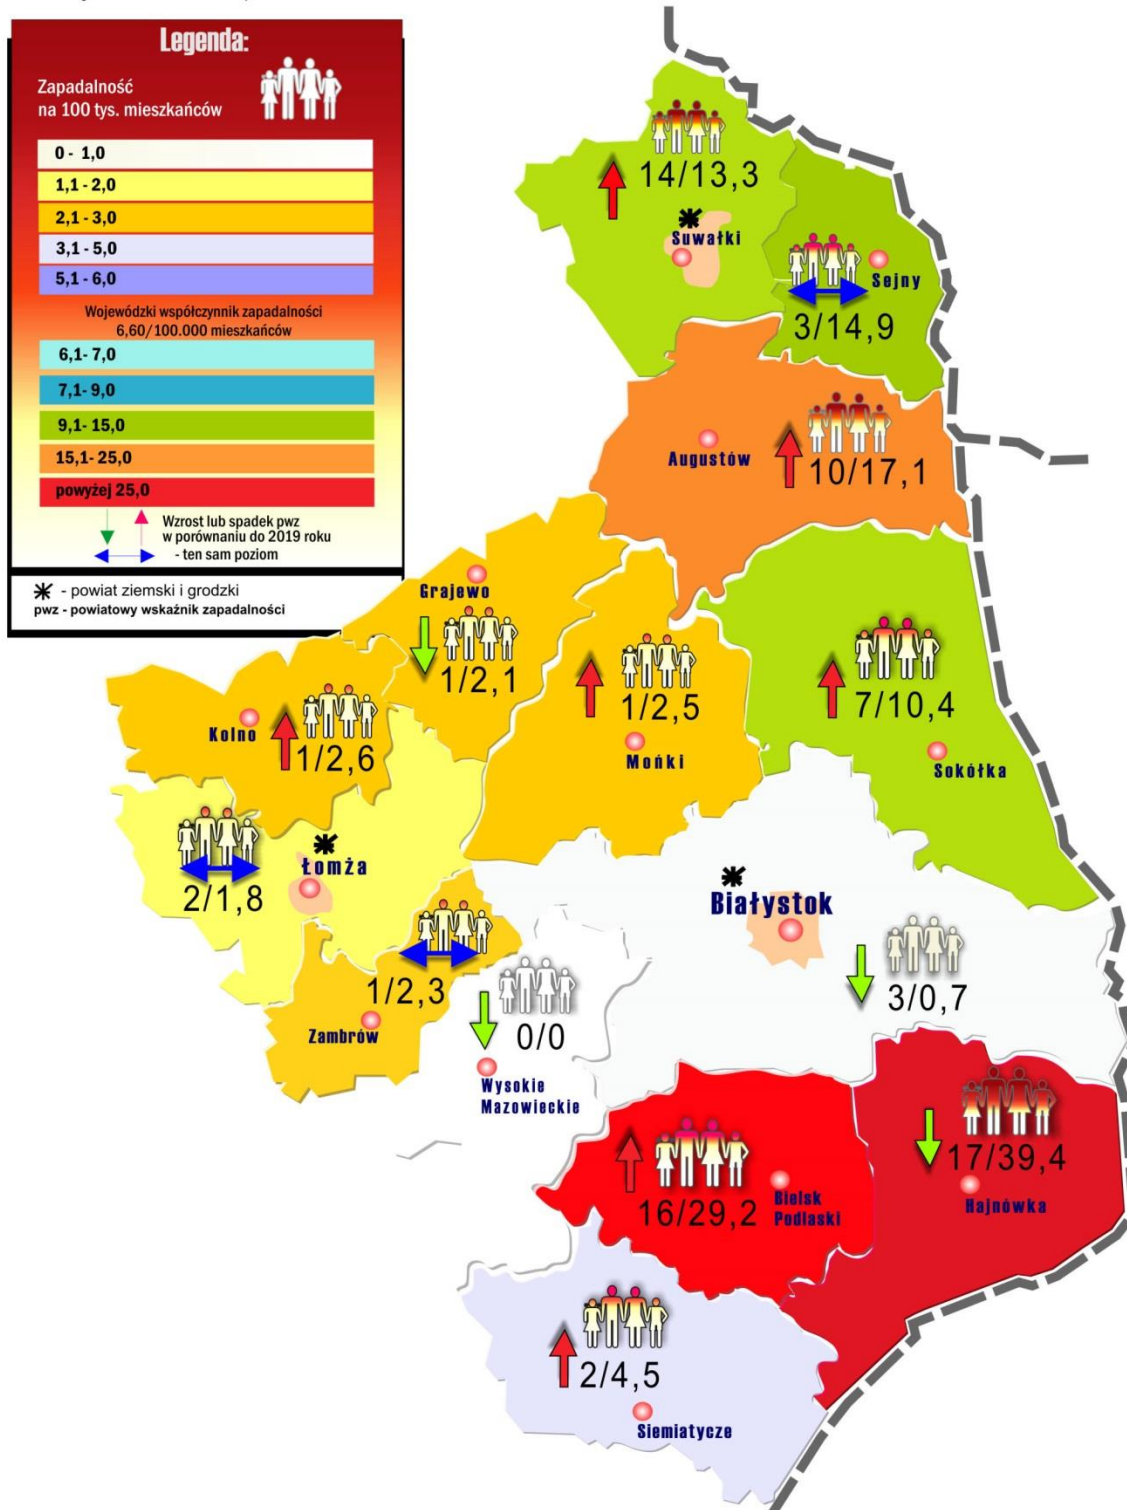 Legenda:
Zapadalność
na 100 tys. mieszkańców
0 - 1,0
1,1 - 2,0
2,1 - 3,0
3,1 - 5,0
5,1 - 6,0
Wojewódzki współczynnik zapadalności
6,60/100.000 mieszkańców
6,1- 7,0
7,1- 9,0
9,1- 15,0
15,1- 25,0
powyżej 25,0
Wzrost lub spadek pwz
w porównaniu do 2019 roku
- ten sam poziom
- powiat ziemski i grodzki
pwz - powiatowy wskaźnik zapadalności
14/13,3
Suwałki
Sejny
3/14,9
Augustów
10/17,1
Grajewo
1/2,1
1/2,5
Mońki
7/10,4
Sokółka
Kolno
1/2,6
Łomża
2/1,8
Białystok
3/0,7
1/2,3
Zambrów
0/0
Wysokie
Mazowieckie
17/39,4
Hajnówka
16/29,2
Bielsk
Podlaski
2/4,5
Siemiatycze